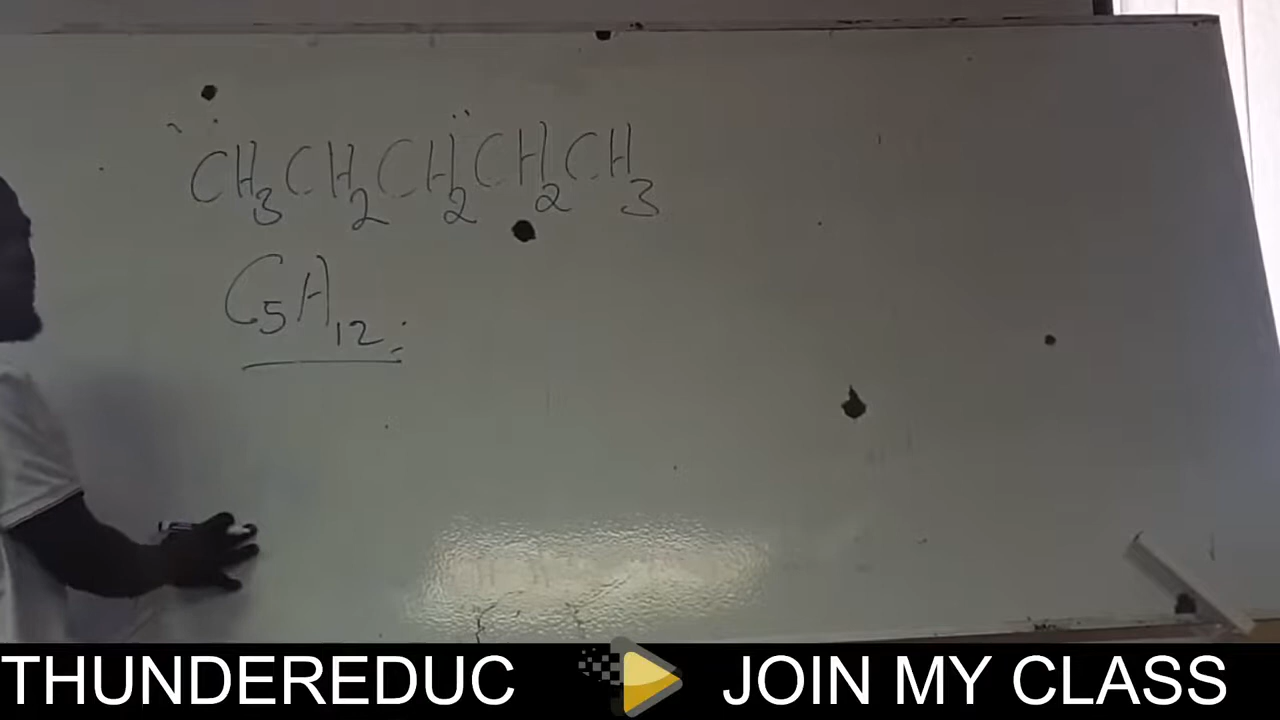 CH₃CH₂CH₂CH₂CH₃
C₅H₁₂
THUNDEREDUC JOIN MY CLASS